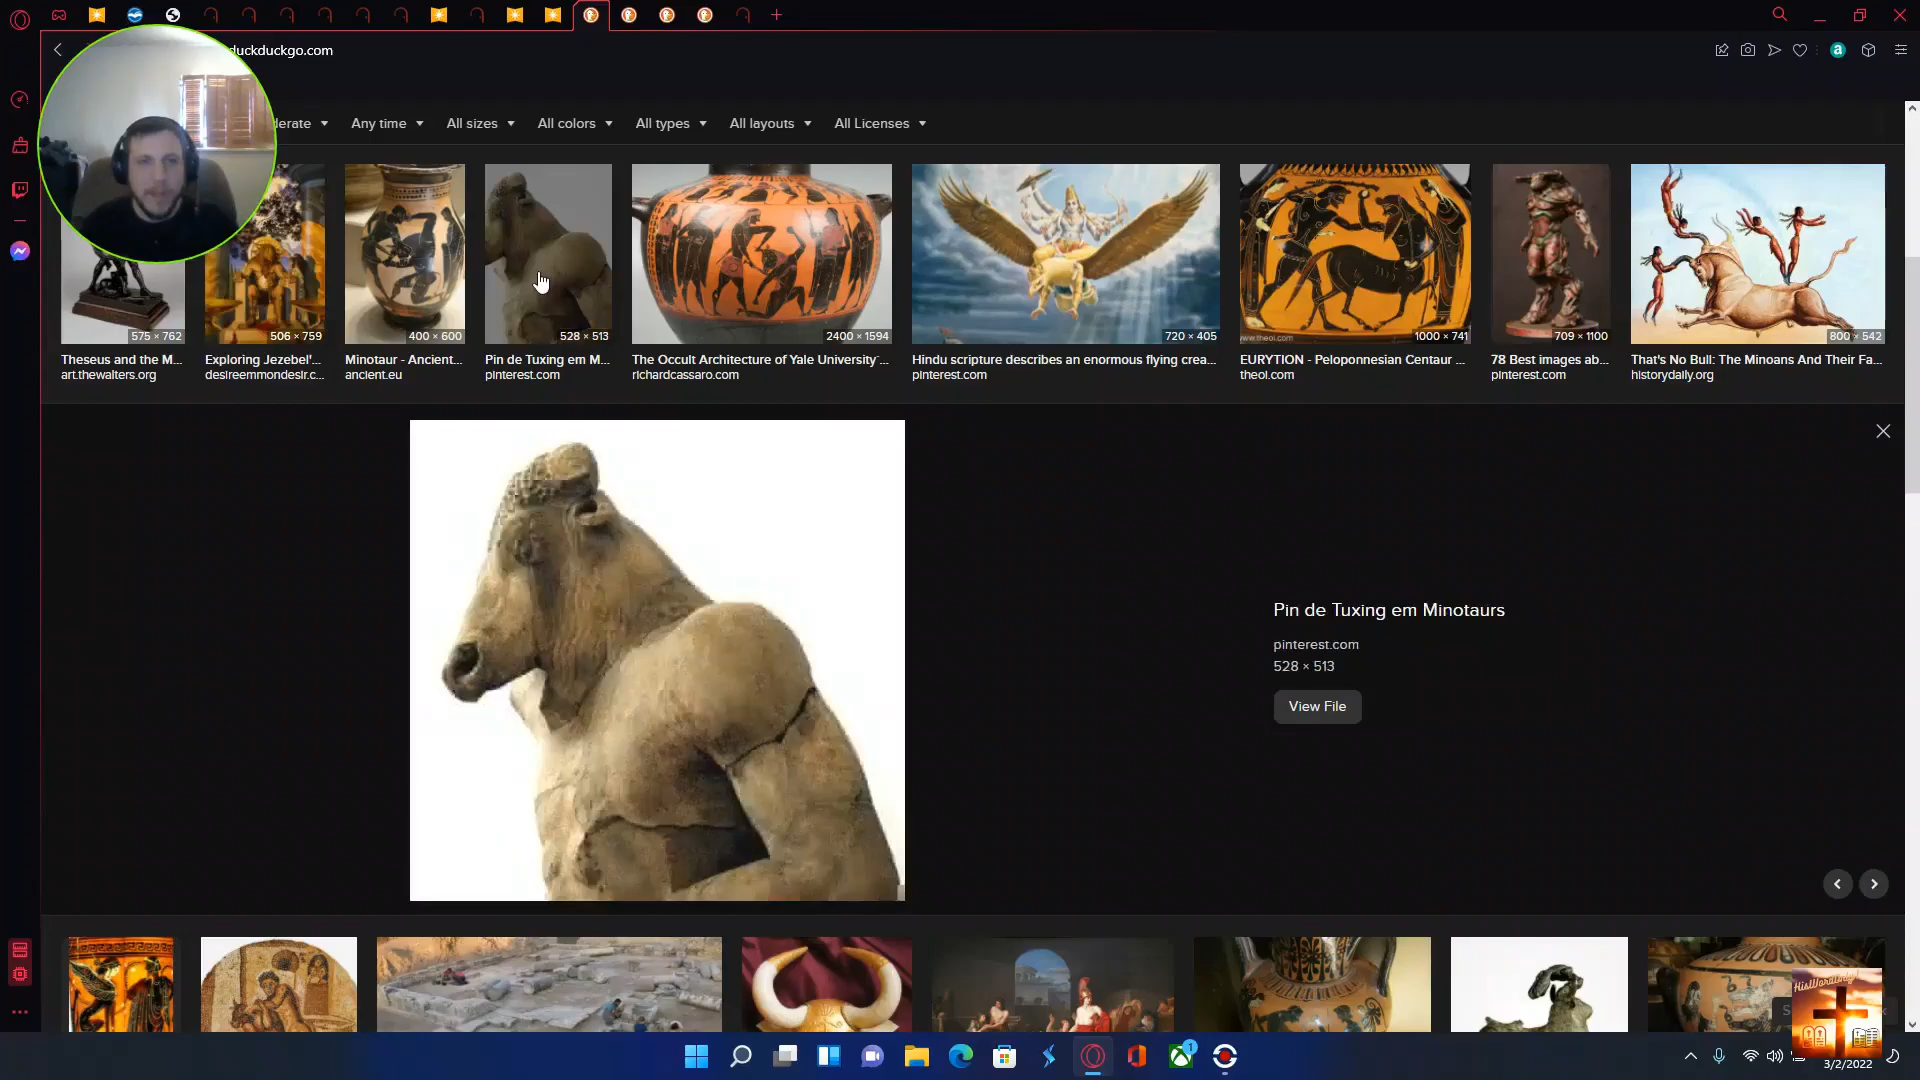 duckduckgo.com
derate
Any time
All sizes
All colors
All types
All layouts
All Licenses
575 × 762
506 × 759
400 × 600
528 × 513
2400 × 1594
720 × 405
www.theoi.com
1000 × 741
709 × 1100
800 × 542
Theseus and the M...
Exploring Jezebel'...
Minotaur - Ancient...
Pin de Tuxing em M...
The Occult Architecture of Yale University ...
Hindu scripture describes an enormous flying crea...
EURYTION - Peloponnesian Centaur ...
78 Best images ab...
That's No Bull: The Minoans And Their Fa...
art.thewalters.org
desireemmondesir.c...
ancient.eu
pinterest.com
richardcassaro.com
pinterest.com
theoi.com
pinterest.com
historydaily.org
Pin de Tuxing em Minotaurs
pinterest.com
528 × 513
View File
HisWordOnly!
1
3/2/2022